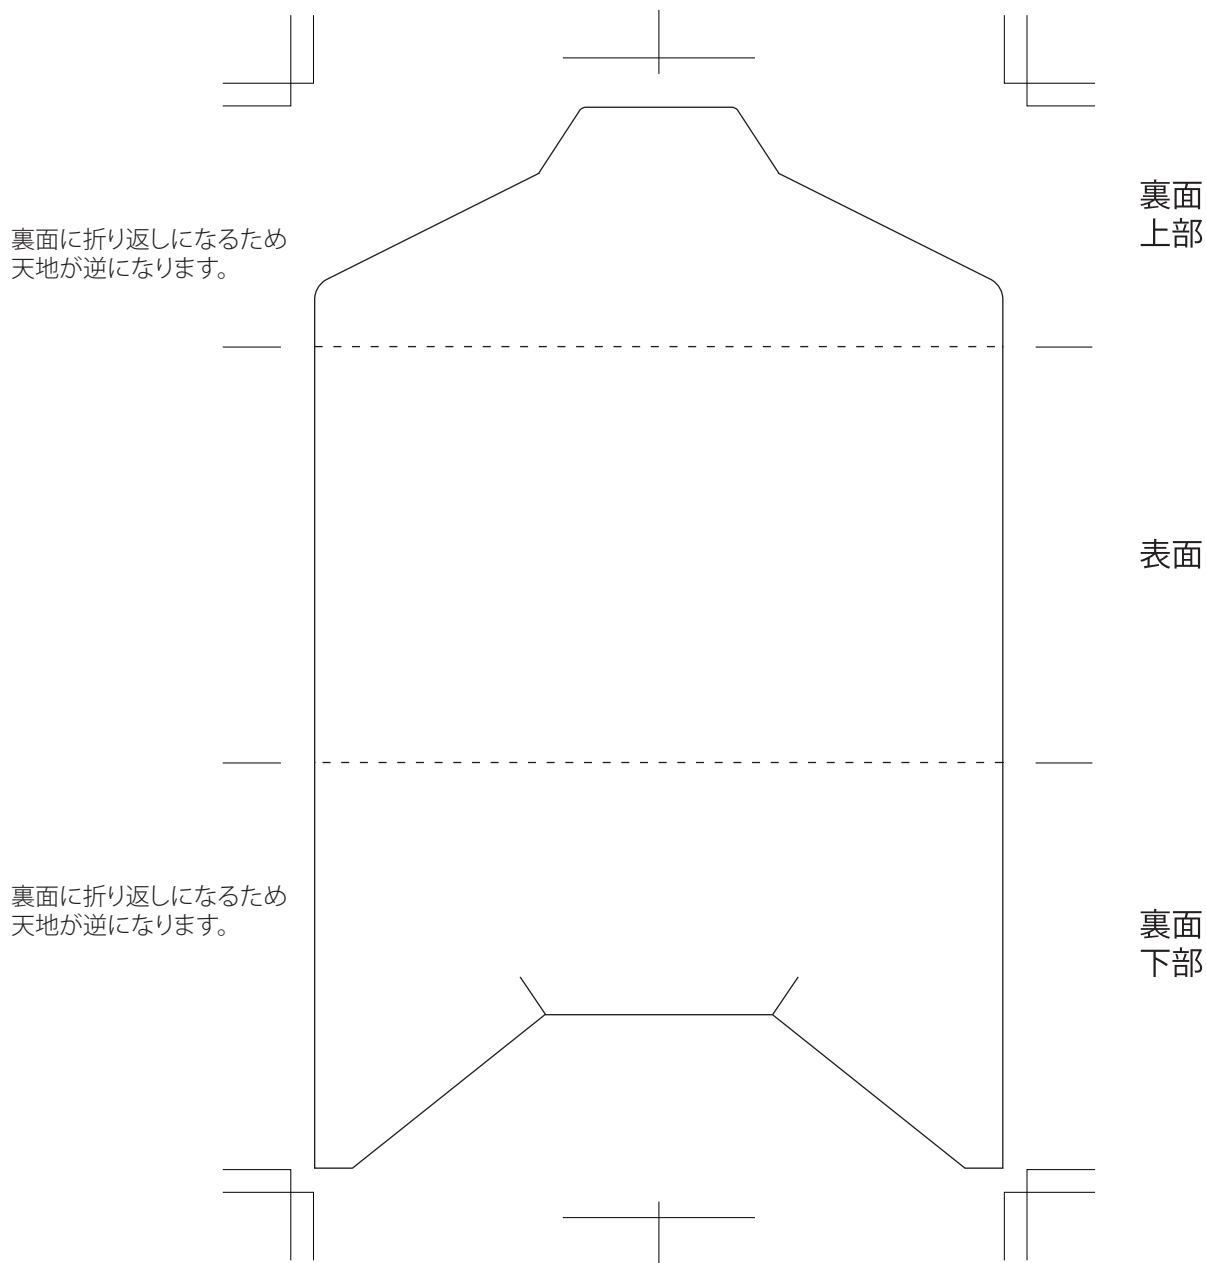 裏面
上部
裏面に折り返しになるため
天地が逆になります。
表面
裏面に折り返しになるため
天地が逆になります。
裏面
下部